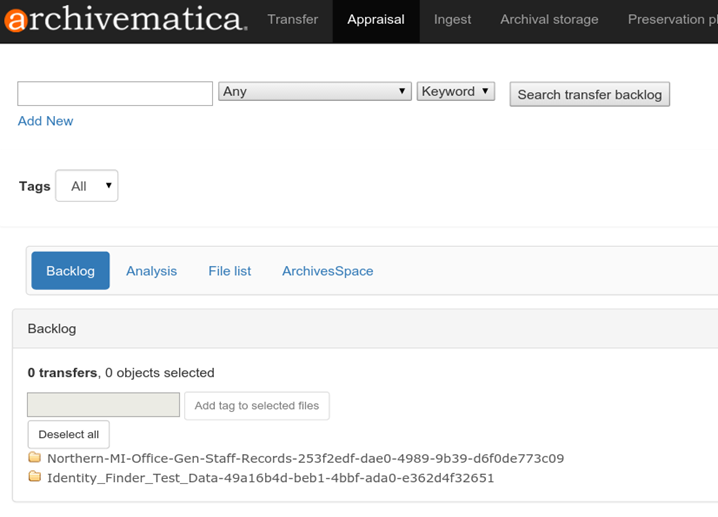 archivematica.
Transfer Appraisal Ingest Archival storage Preservation
Any Keyword Search transfer backlog
Add New
Tags All
Backlog Analysis File list ArchivesSpace
Backlog
0 transfers, 0 objects selected
Add tag to selected files
Deselect all
Northern-MI-Office-Gen-Staff-Records-253f2edf-dae0-4989-9b39-d6f0de773c09
Identity_Finder_Test_Data-49a16b4d-beb1-4bbf-ada0-e362d4f32651